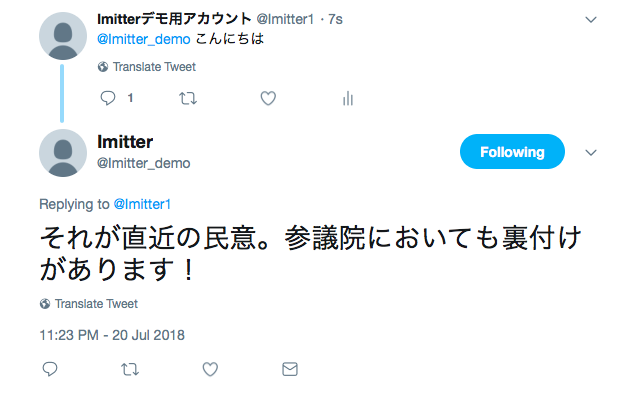 Imitterデモ用アカウント @Imitter1 · 7s
@Imitter_demo こんにちは
Translate Tweet
1
Imitter
@Imitter_demo
Following
Replying to @Imitter1
それが直近の民意。参議院においても裏付け
があります！
Translate Tweet
11:23 PM - 20 Jul 2018